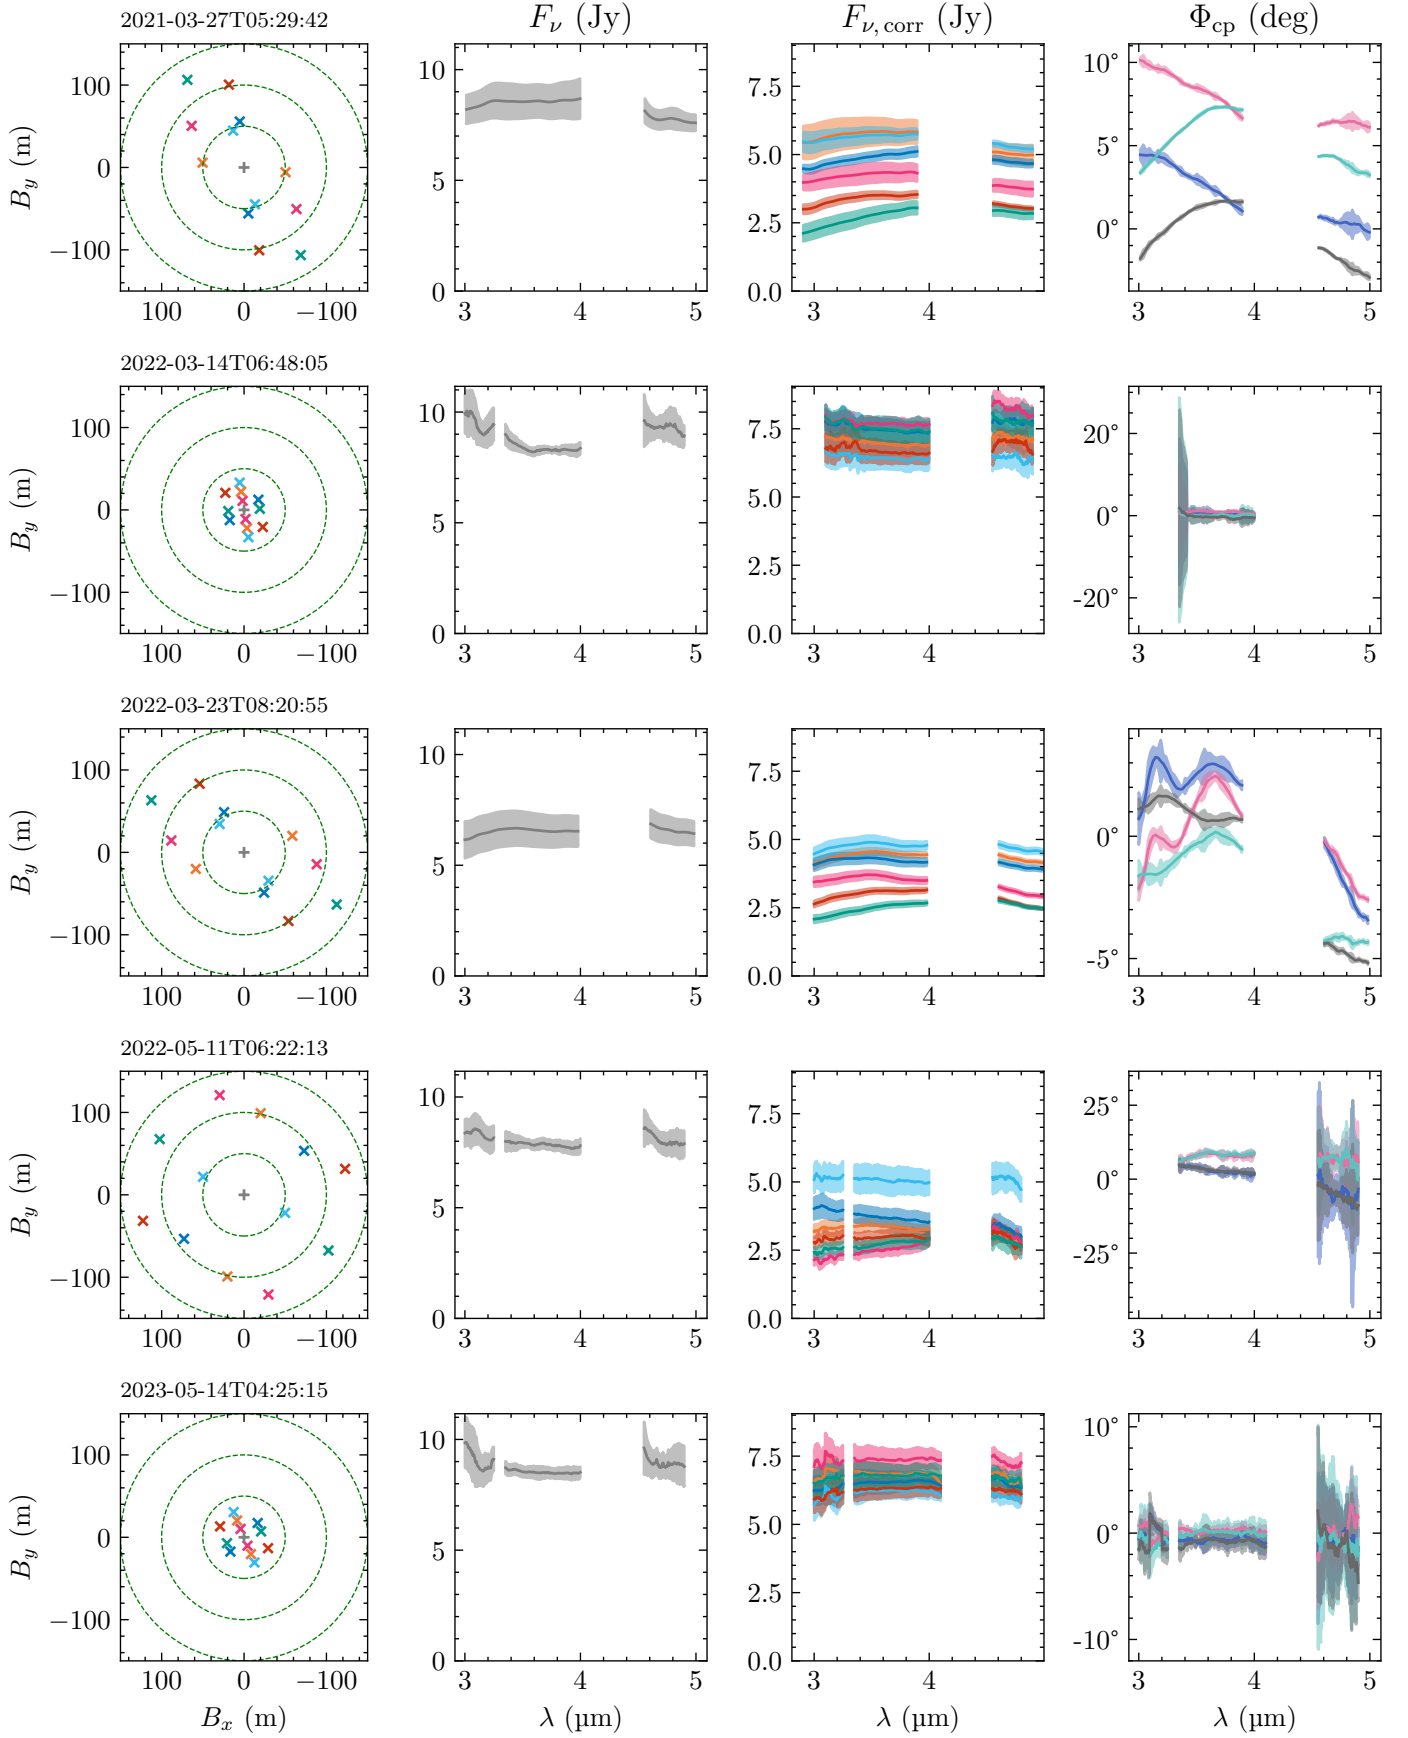 2021-03-27T05:29:42 F_ν (Jy) F_ν, corr (Jy) Φ_cp (deg)
B_y (m)
100 10 7.5 10°
0 5 5.0 5°
−100 0 2.5 0°
0.0
100 0 −100 3 4 5 3 4 3 4 5
2022-03-14T06:48:05
B_y (m)
100 10 7.5 20°
0 5 5.0 0°
−100 0 2.5 -20°
0.0
100 0 −100 3 4 5 3 4 3 4 5
2022-03-23T08:20:55
B_y (m)
100 10 7.5 0°
0 5 5.0 -5°
−100 0 2.5
0.0
100 0 −100 3 4 5 3 4 3 4 5
2022-05-11T06:22:13
B_y (m)
100 10 7.5 25°
0 5 5.0 0°
−100 0 2.5 -25°
0.0
100 0 −100 3 4 5 3 4 3 4 5
2023-05-14T04:25:15
B_y (m)
100 10 7.5 10°
0 5 5.0 0°
−100 0 2.5 -10°
0.0
100 0 −100 3 4 5 3 4 3 4 5
B_x (m) λ (µm) λ (µm) λ (µm)